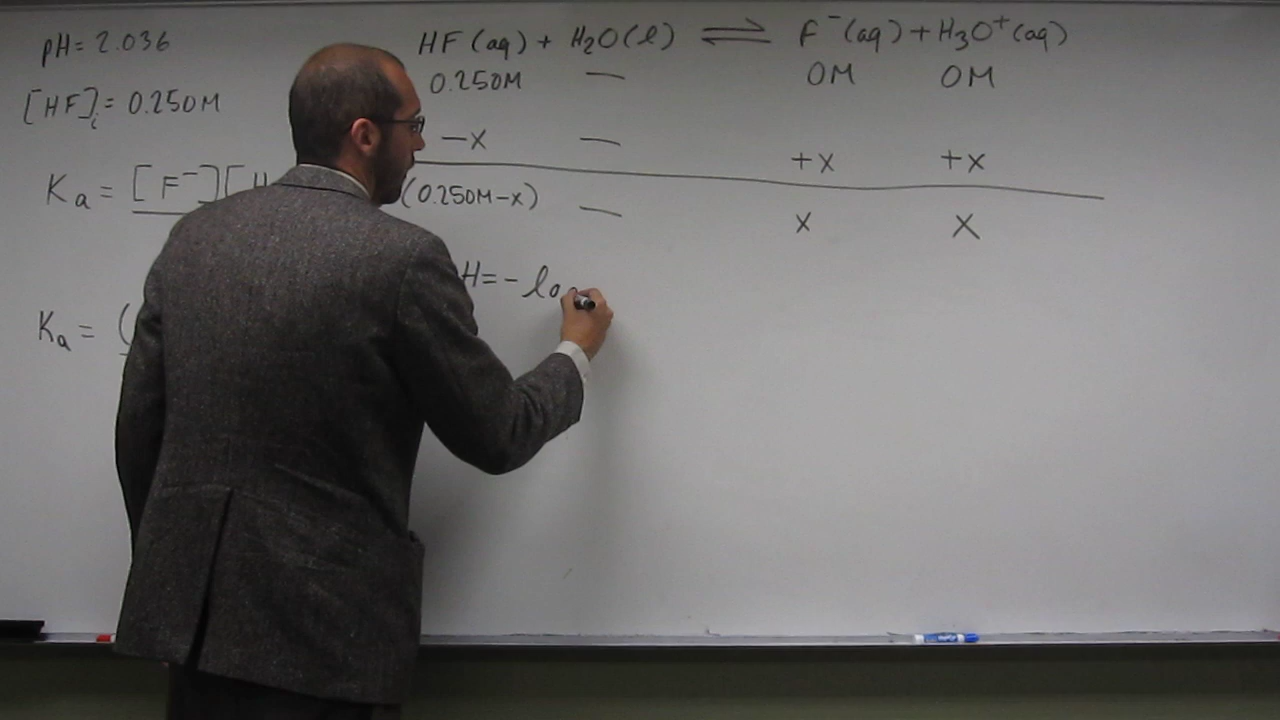 pH = 2.036
[HF]i = 0.250M
Ka = [F⁻][H
Ka = (
HF(aq) + H2O(l) ⇌ F⁻(aq) + H3O⁺(aq)
0.250M — 0M 0M
−x — +x +x
(0.250M−x) — x x
H = − lo